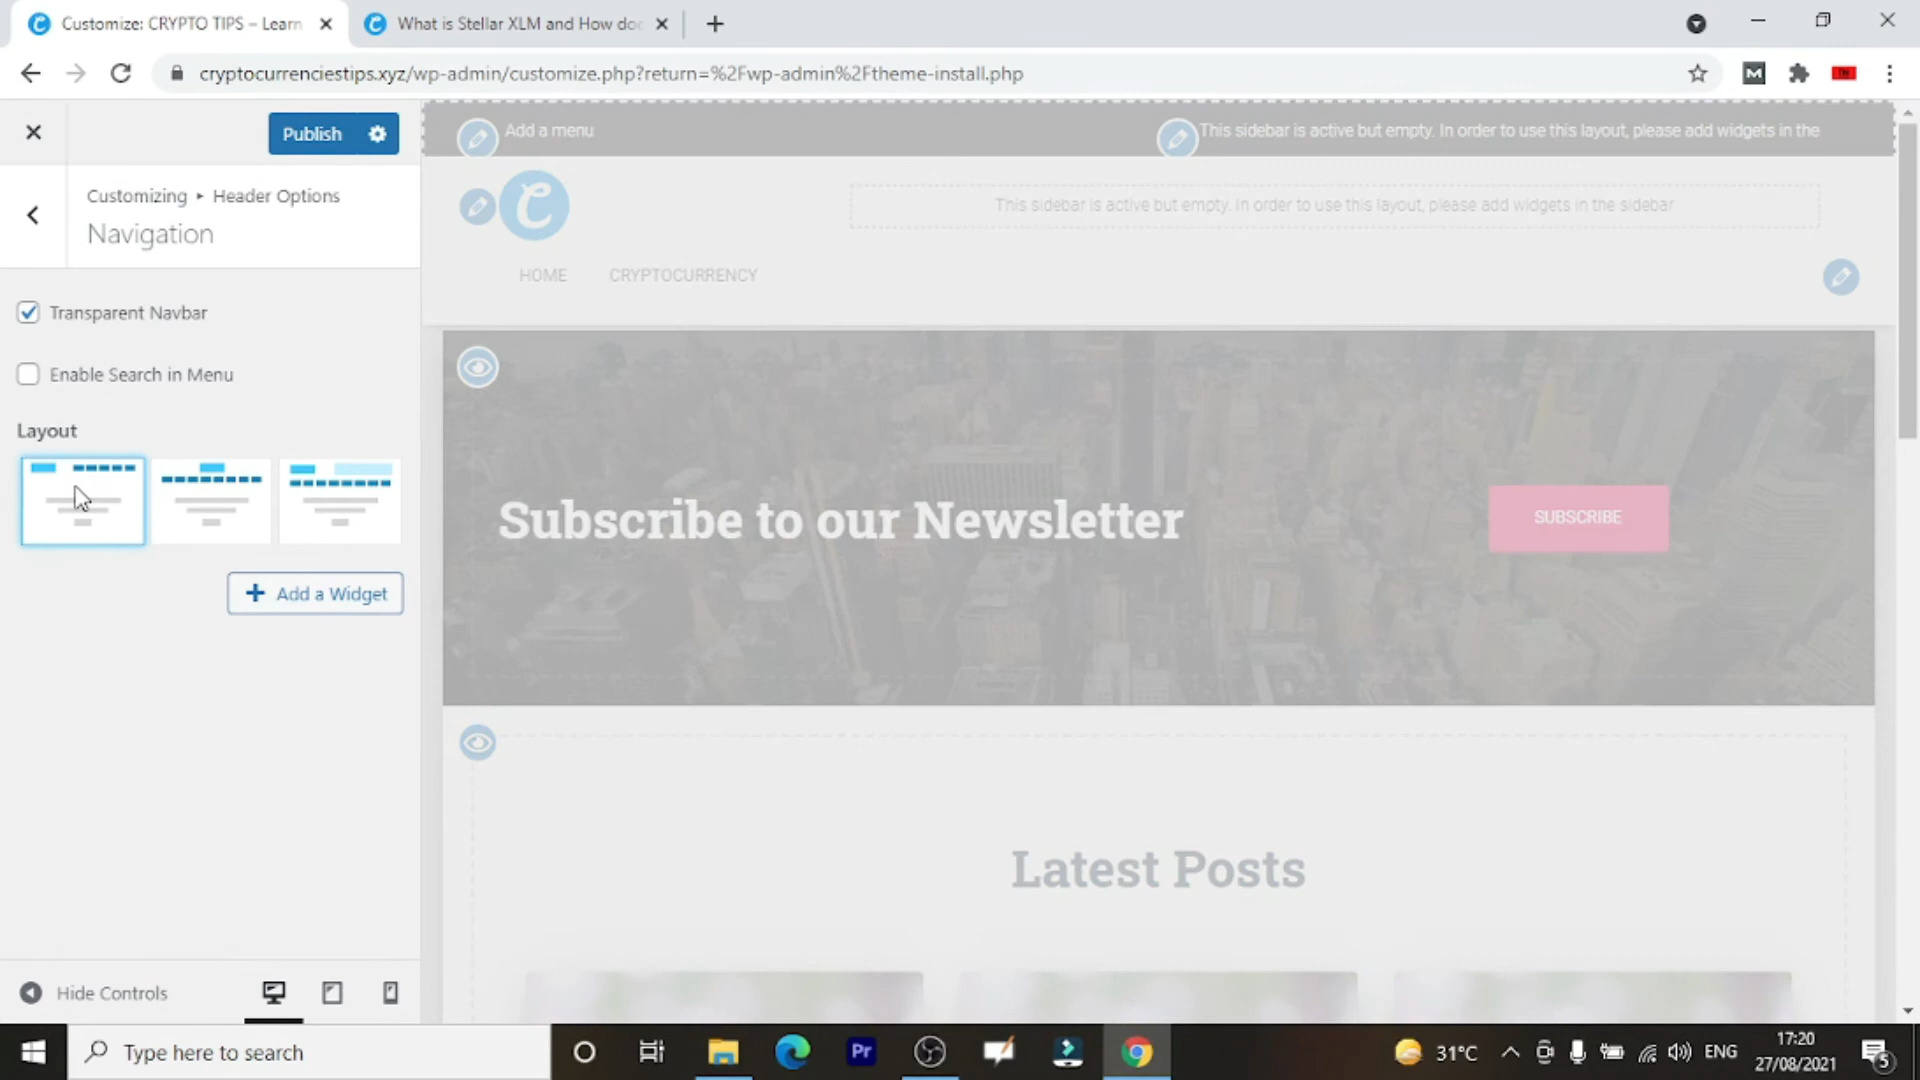 Customize: CRYPTO TIPS – Learn
What is Stellar XLM and How doe
cryptocurrenciestips.xyz/wp-admin/customize.php?return=%2Fwp-admin%2Ftheme-install.php
Publish
Customizing ▸ Header Options
Navigation
Transparent Navbar
Enable Search in Menu
Layout
+ Add a Widget
Hide Controls
Add a menu
This sidebar is active but empty. In order to use this layout, please add widgets in the
This sidebar is active but empty. In order to use this layout, please add widgets in the sidebar
HOME CRYPTOCURRENCY
Subscribe to our Newsletter
SUBSCRIBE
Latest Posts
Type here to search
Pr
31°C
ENG
17:20
27/08/2021
5